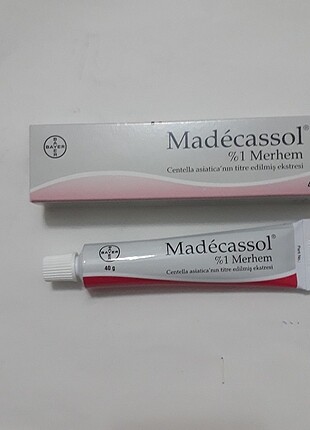 BAYER
Madécassol®
%1 Merhem
Centella asiatica'nın titre edilmiş ekstresi
BAYER
40 g
Madécassol®
%1 Merhem
Centella asiatica'nın titre edilmiş ekstresi